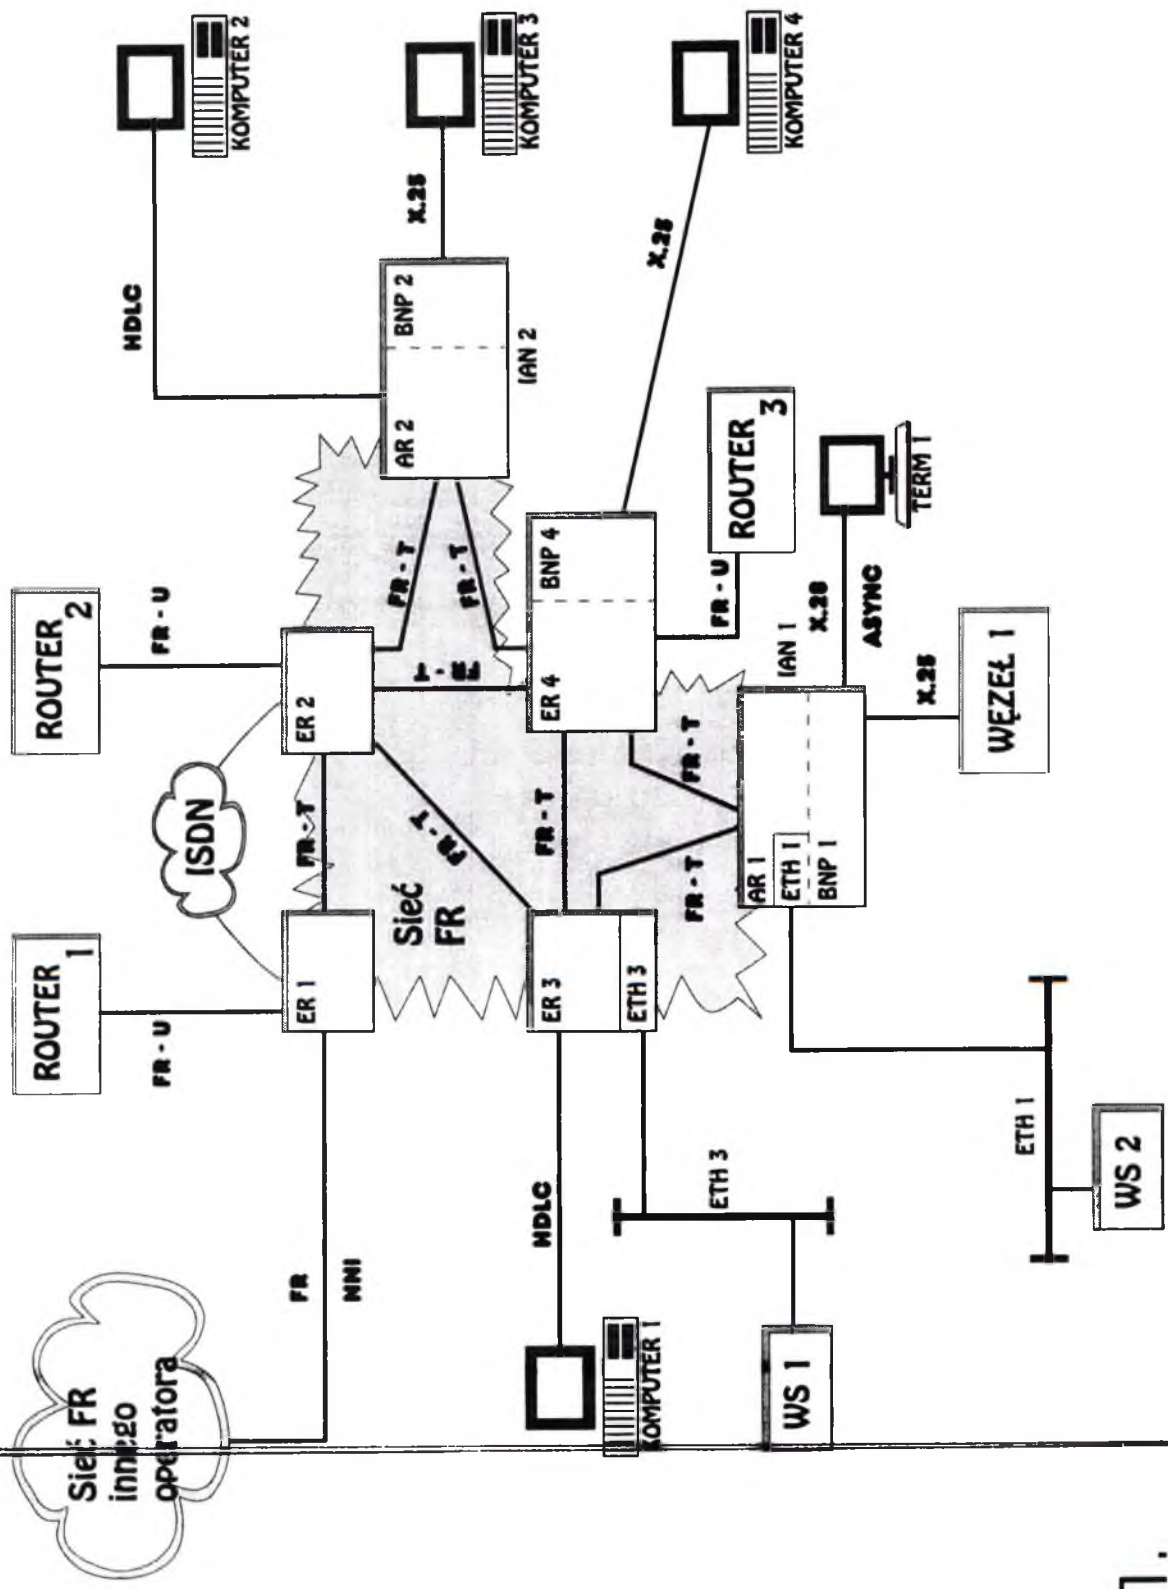 Sieć FR
innego
operatora
FR
NNI
ROUTER
1
FR - U
ISDN
ROUTER
2
FR - U
HDLC
KOMPUTER 2
ER 1
FR - T
ER 2
Sieć
FR
FR - T
FR - T
FR - T
FR - T
AR 2
BNP 2
IAN 2
X.25
KOMPUTER 3
HDLC
KOMPUTER 1
ER 3
ETH 3
FR - T
ER 4
BNP 4
X.25
KOMPUTER 4
ETH 3
WS 1
FR - T
FR - T
FR - U
ROUTER
3
AR 1
ETH 1
BNP 1
IAN 1
X.28
ASYNC
TERM 1
X.25
WĘZEŁ 1
ETH 1
WS 2
1.